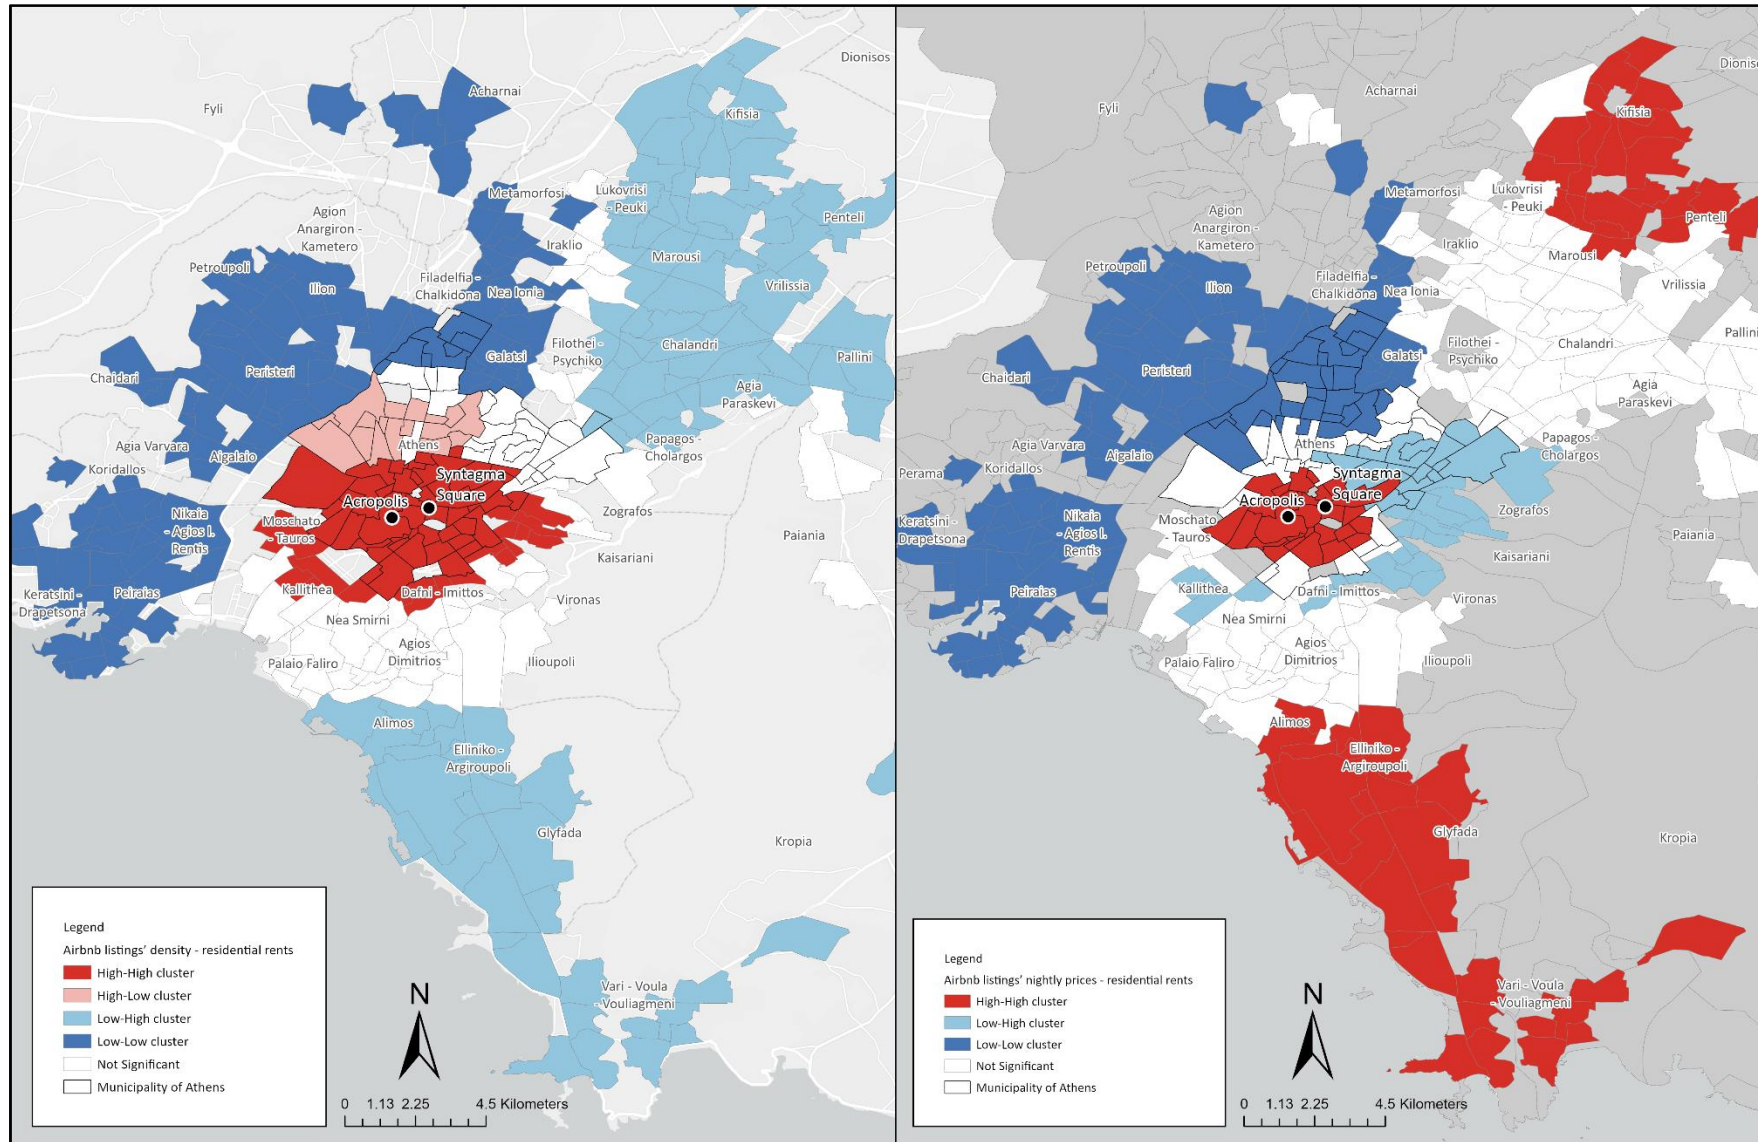 Dionisos
Acharnai
Fyli
Kifisia
Metamorfosi
Lukovrisi
- Peuki
Agion
Anargiron -
Kametero
Penteli
Iraklio
Marousi
Petroupoli
Ilion
Filadelfia -
Chalkidona
Nea Ionia
Vrilissia
Filothei -
Psychiko
Chalandri
Galatsi
Pallini
Chaidari
Peristeri
Agia
Paraskevi
Athens
Papagos -
Cholargos
Agia Varvara
Aigalaio
Koridallos
Syntagma
Square
Acropolis
Zografos
Nikaia
- Agios I.
Rentis
Moschato
- Tauros
Paiania
Kaisariani
Keratsini -
Drapetsona
Peiraias
Kallithea
Dafni - Imittos
Vironas
Nea Smirni
Agios
Dimitrios
Palaio Faliro
Ilioupoli
Alimos
Elliniko -
Argiroupoli
Glyfada
Kropia
Vari - Voula
- Vouliagmeni
Legend
Airbnb listings' density - residential rents
High-High cluster
High-Low cluster
Low-High cluster
Low-Low cluster
Not Significant
Municipality of Athens
N
0 1.13 2.25 4.5 Kilometers
Dioniso
Acharnai
Fyli
Kifisia
Metamorfosi
Lukovrisi
- Peuki
Agion
Anargiron -
Kametero
Penteli
Iraklio
Marousi
Petroupoli
Ilion
Filadelfia -
Chalkidona
Nea Ionia
Vrilissia
Filothei -
Psychiko
Chalandri
Galatsi
Pallini
Chaidari
Peristeri
Agia
Paraskevi
Athens
Papagos -
Cholargos
Agia Varvara
Aigalaio
Perama
Koridallos
Syntagma
Square
Acropolis
Zografos
Keratsini -
Drapetsona
Nikaia
- Agios I.
Rentis
Moschato
- Tauros
Paiania
Kaisariani
Peiraias
Kallithea
Dafni - Imittos
Vironas
Nea Smirni
Agios
Dimitrios
Palaio Faliro
Ilioupoli
Alimos
Elliniko -
Argiroupoli
Glyfada
Kropia
Vari - Voula
- Vouliagmeni
Legend
Airbnb listings' nightly prices - residential rents
High-High cluster
Low-High cluster
Low-Low cluster
Not Significant
Municipality of Athens
N
0 1.13 2.25 4.5 Kilometers